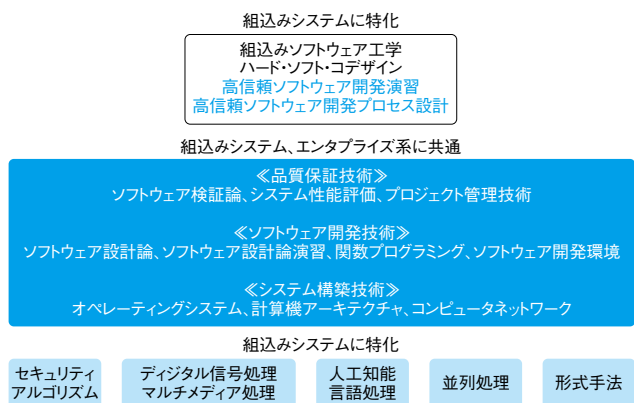 組込みシステムに特化
組込みソフトウェア工学
ハード・ソフト・コデザイン
高信頼ソフトウェア開発演習
高信頼ソフトウェア開発プロセス設計
組込みシステム、エンタプライズ系に共通
≪品質保証技術≫
ソフトウェア検証論、システム性能評価、プロジェクト管理技術
≪ソフトウェア開発技術≫
ソフトウェア設計論、ソフトウェア設計論演習、関数プログラミング、ソフトウェア開発環境
≪システム構築技術≫
オペレーティングシステム、計算機アーキテクチャ、コンピュータネットワーク
組込みシステムに特化
セキュリティ
アルゴリズム
ディジタル信号処理
マルチメディア処理
人工知能
言語処理
並列処理
形式手法